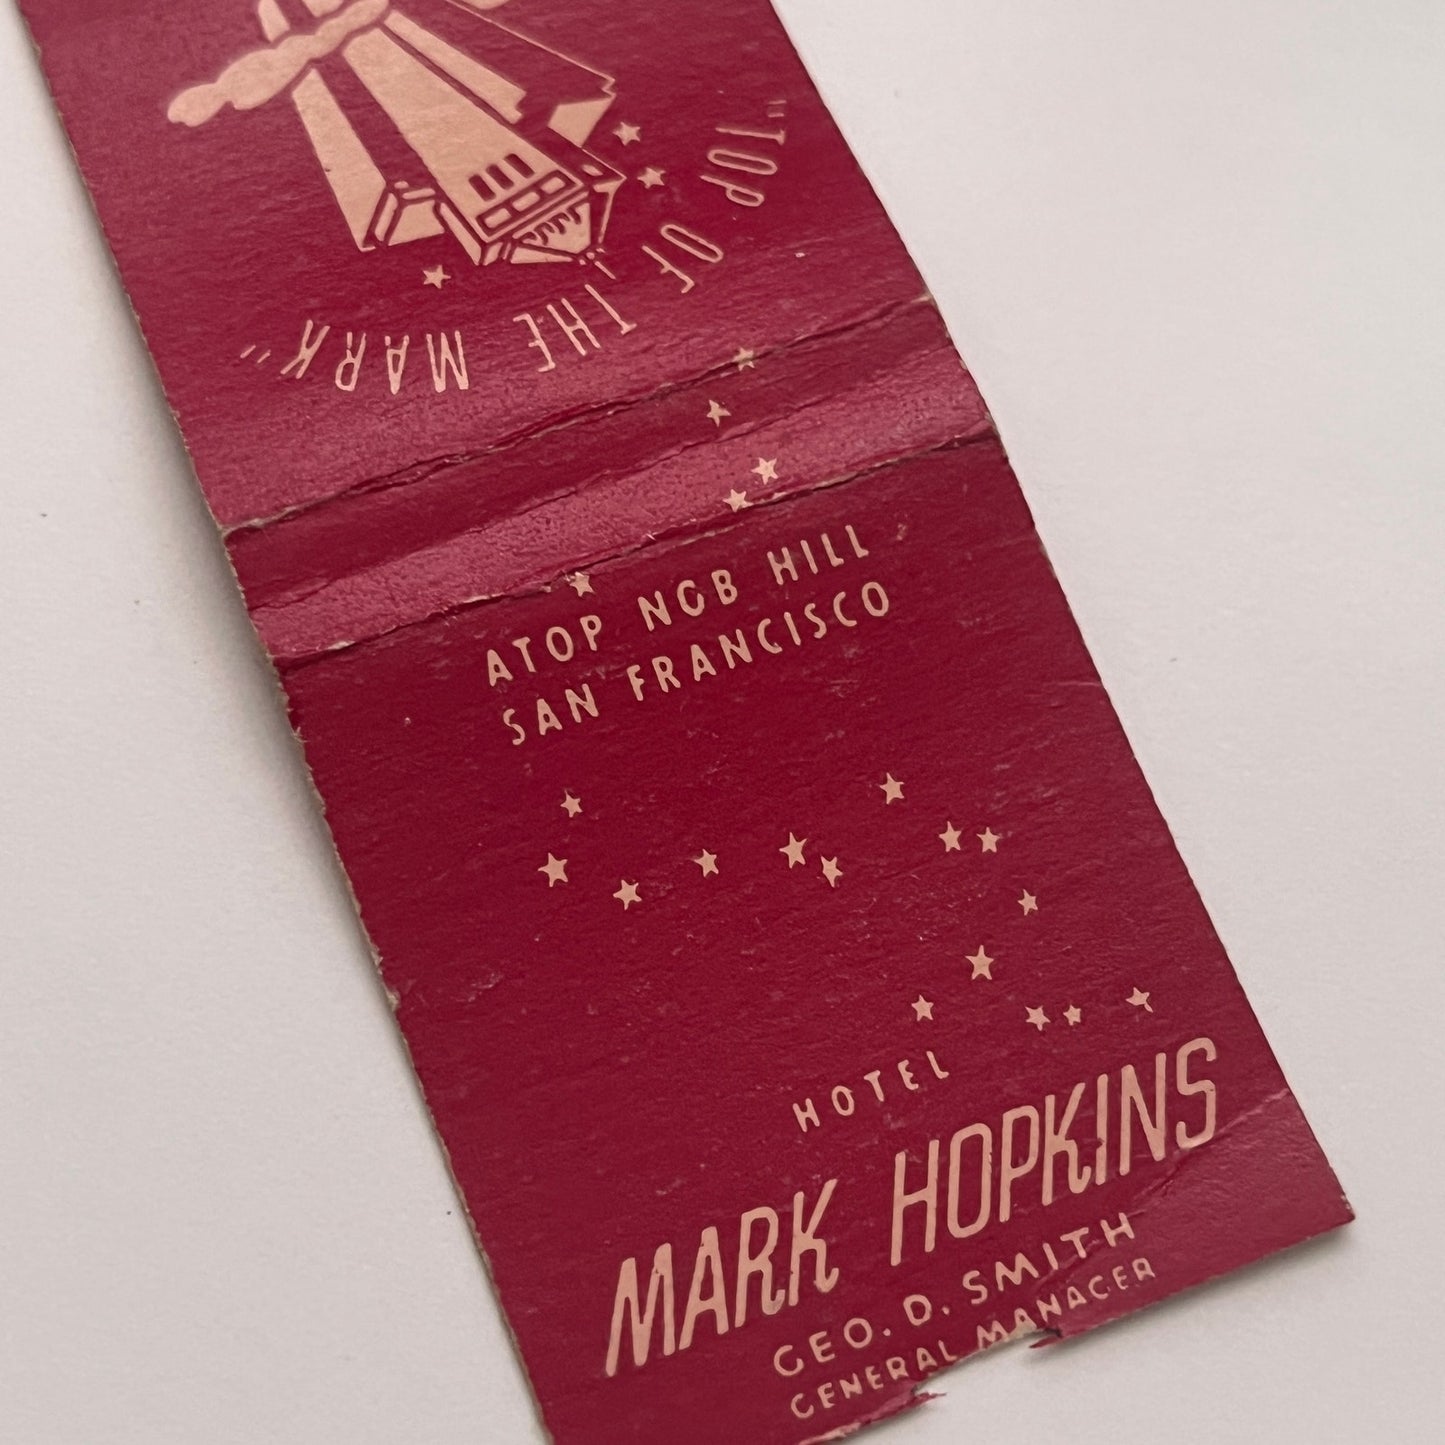 "TOP OF THE MARK"
ATOP NOB HILL
SAN FRANCISCO
HOTEL
MARK HOPKINS
GEO. D. SMITH
GENERAL MANAGER